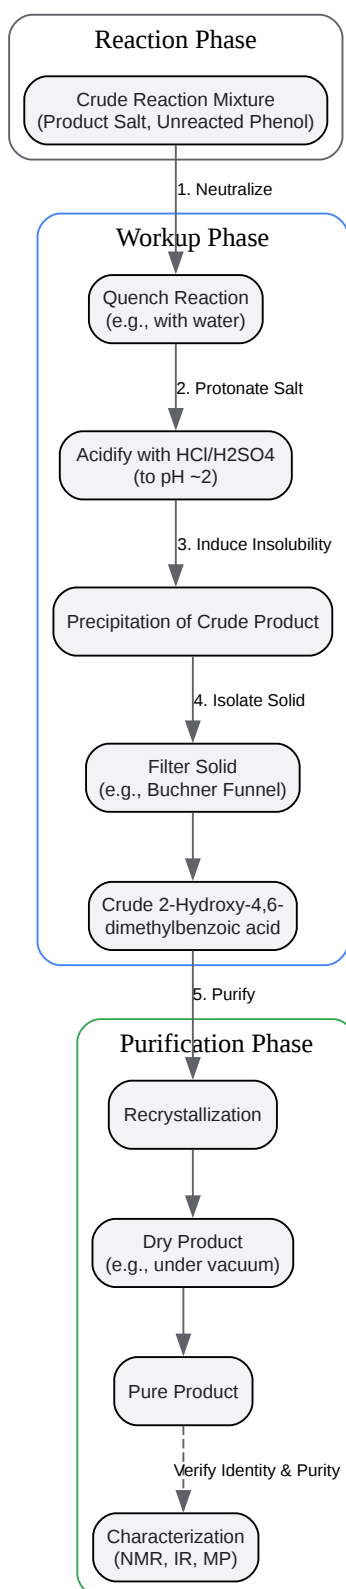 Reaction Phase
Crude Reaction Mixture
(Product Salt, Unreacted Phenol)
1. Neutralize
Workup Phase
Quench Reaction
(e.g., with water)
2. Protonate Salt
Acidify with HCl/H2SO4
(to pH ~2)
3. Induce Insolubility
Precipitation of Crude Product
4. Isolate Solid
Filter Solid
(e.g., Buchner Funnel)
Crude 2-Hydroxy-4,6-
dimethylbenzoic acid
5. Purify
Purification Phase
Recrystallization
Dry Product
(e.g., under vacuum)
Pure Product
Verify Identity & Purity
Characterization
(NMR, IR, MP)